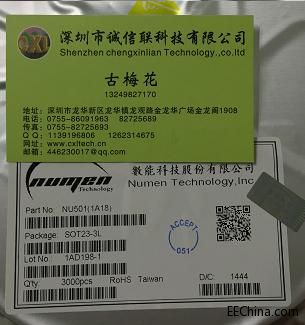 CXL
深圳市诚信联科技有限公司
Shenzhen chengxinlian Technology.,co.ltd
古梅花
13249827170
地址：深圳市龙华新区龙华镇龙观路金龙华广场金龙阁1908
电话：0755-86091963 82725689
传真：0755-82723695
QQ：1139196806 1262314675
网址：www.cxltech.cn
邮箱：446230017@qq.com
numen
Technology
數能科技股份有限公司
Numen Technology,Inc
Part No: NU501(1A18)
Package: SOT23-3L
Lot No: 1AD198-1
Qty: 3000pcs RoHS Taiwan D/C: 1444
ACCEPT
051
EEChina.com